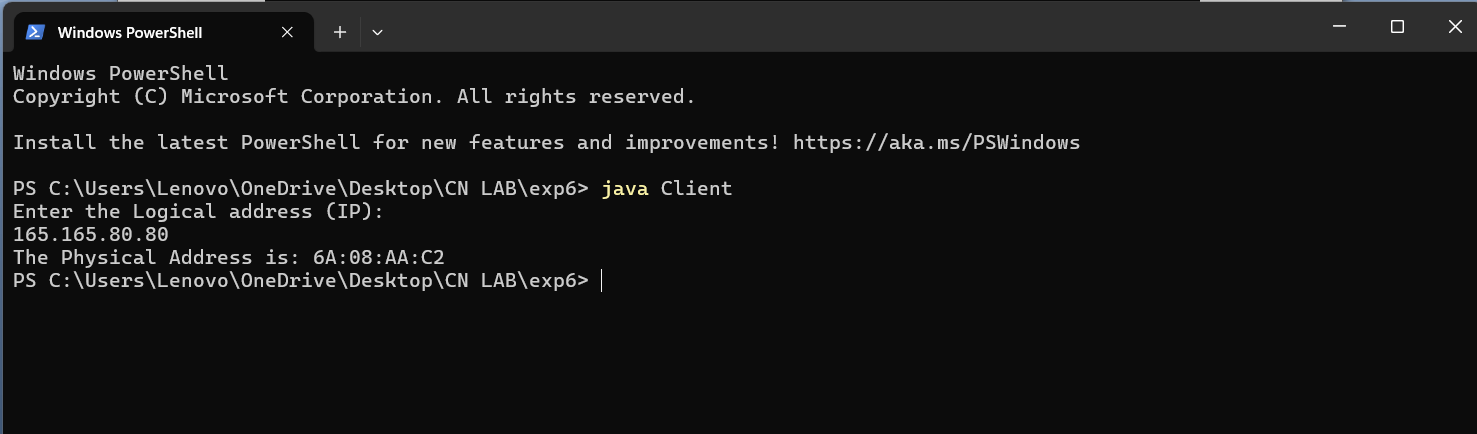 Windows PowerShell
Windows PowerShell
Copyright (C) Microsoft Corporation. All rights reserved.
Install the latest PowerShell for new features and improvements! https://aka.ms/PSWindows
PS C:\Users\Lenovo\OneDrive\Desktop\CN LAB\exp6> java Client
Enter the Logical address (IP):
165.165.80.80
The Physical Address is: 6A:08:AA:C2
PS C:\Users\Lenovo\OneDrive\Desktop\CN LAB\exp6>